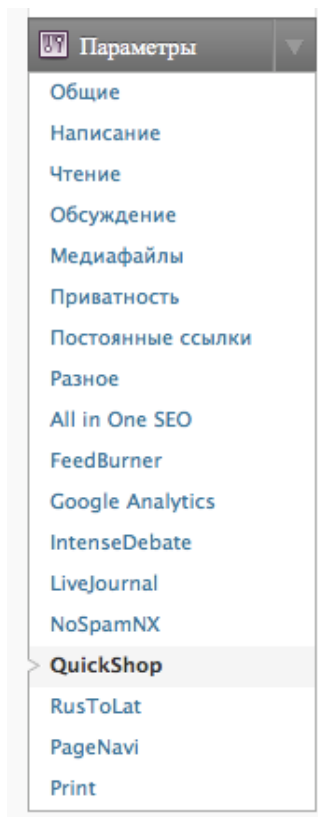 Параметры
Общие
Написание
Чтение
Обсуждение
Медиафайлы
Приватность
Постоянные ссылки
Разное
All in One SEO
FeedBurner
Google Analytics
IntenseDebate
LiveJournal
NoSpamNX
QuickShop
RusToLat
PageNavi
Print